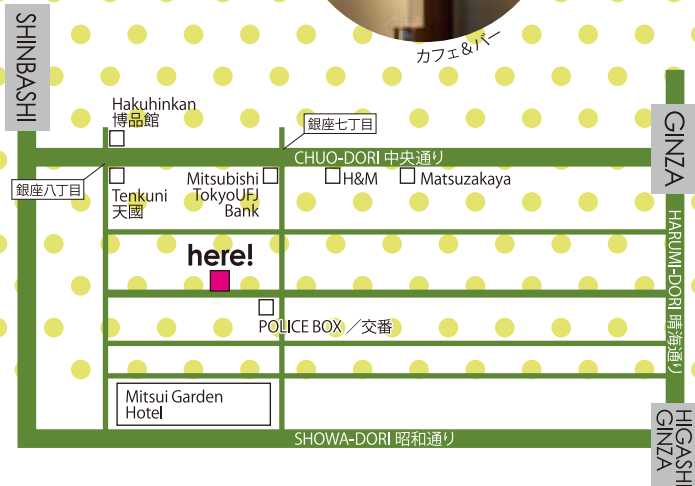 カフェ&バー
SHINBASHI
Hakuhinkan
博品館
銀座七丁目
GINZA
CHUO-DORI 中央通り
銀座八丁目
Tenkuni
天國
Mitsubishi
TokyoUFJ
Bank
H&M
Matsuzakaya
HARUMI-DORI 晴海通り
here!
POLICE BOX／交番
Mitsui Garden
Hotel
SHOWA-DORI 昭和通り
HIGASHI
GINZA